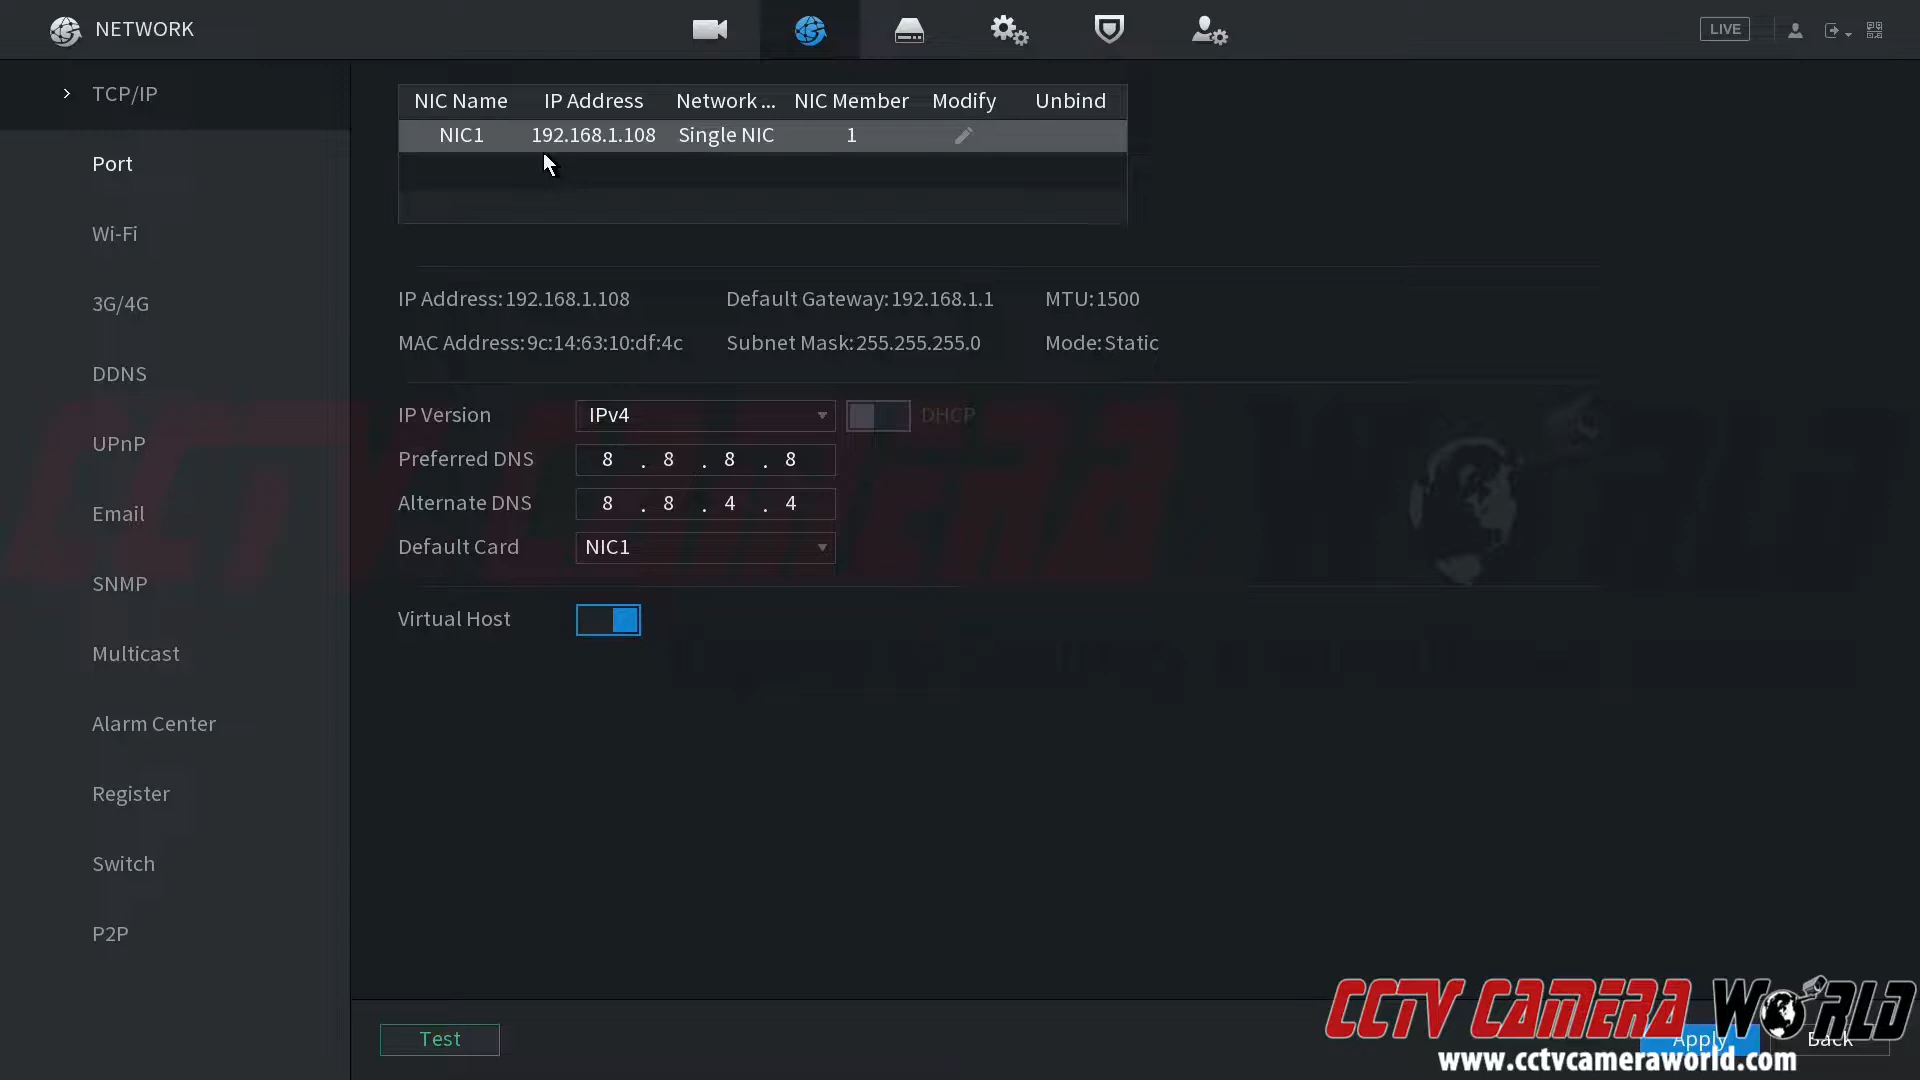 NETWORK
LIVE
TCP/IP
Port
Wi-Fi
3G/4G
DDNS
UPnP
Email
SNMP
Multicast
Alarm Center
Register
Switch
P2P
NIC Name IP Address Network ... NIC Member Modify Unbind
NIC1 192.168.1.108 Single NIC 1
IP Address:192.168.1.108 Default Gateway:192.168.1.1 MTU:1500
MAC Address:9c:14:63:10:df:4c Subnet Mask:255.255.255.0 Mode:Static
IP Version IPv4 DHCP
Preferred DNS 8 . 8 . 8 . 8
Alternate DNS 8 . 8 . 4 . 4
Default Card NIC1
Virtual Host
CCTV CAMERA WORLD
Test Apply Back
CCTV CAMERA WORLD
www.cctvcameraworld.com